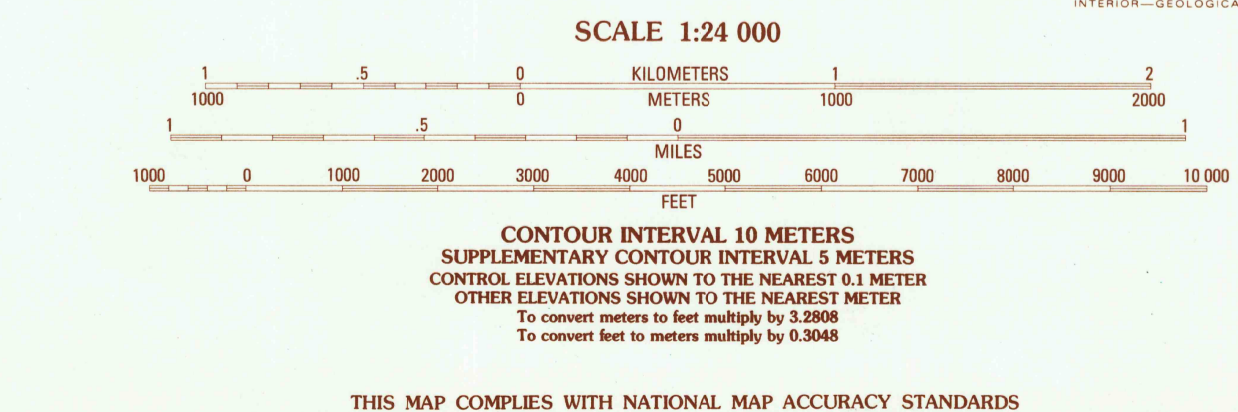 INTERIOR—GEOLOGICA
SCALE 1:24 000
1 .5 0 KILOMETERS 1 2
1000 0 METERS 1000 2000
1 .5 0 1
MILES
1000 0 1000 2000 3000 4000 5000 6000 7000 8000 9000 10 000
FEET
CONTOUR INTERVAL 10 METERS
SUPPLEMENTARY CONTOUR INTERVAL 5 METERS
CONTROL ELEVATIONS SHOWN TO THE NEAREST 0.1 METER
OTHER ELEVATIONS SHOWN TO THE NEAREST METER
To convert meters to feet multiply by 3.2808
To convert feet to meters multiply by 0.3048
THIS MAP COMPLIES WITH NATIONAL MAP ACCURACY STANDARDS